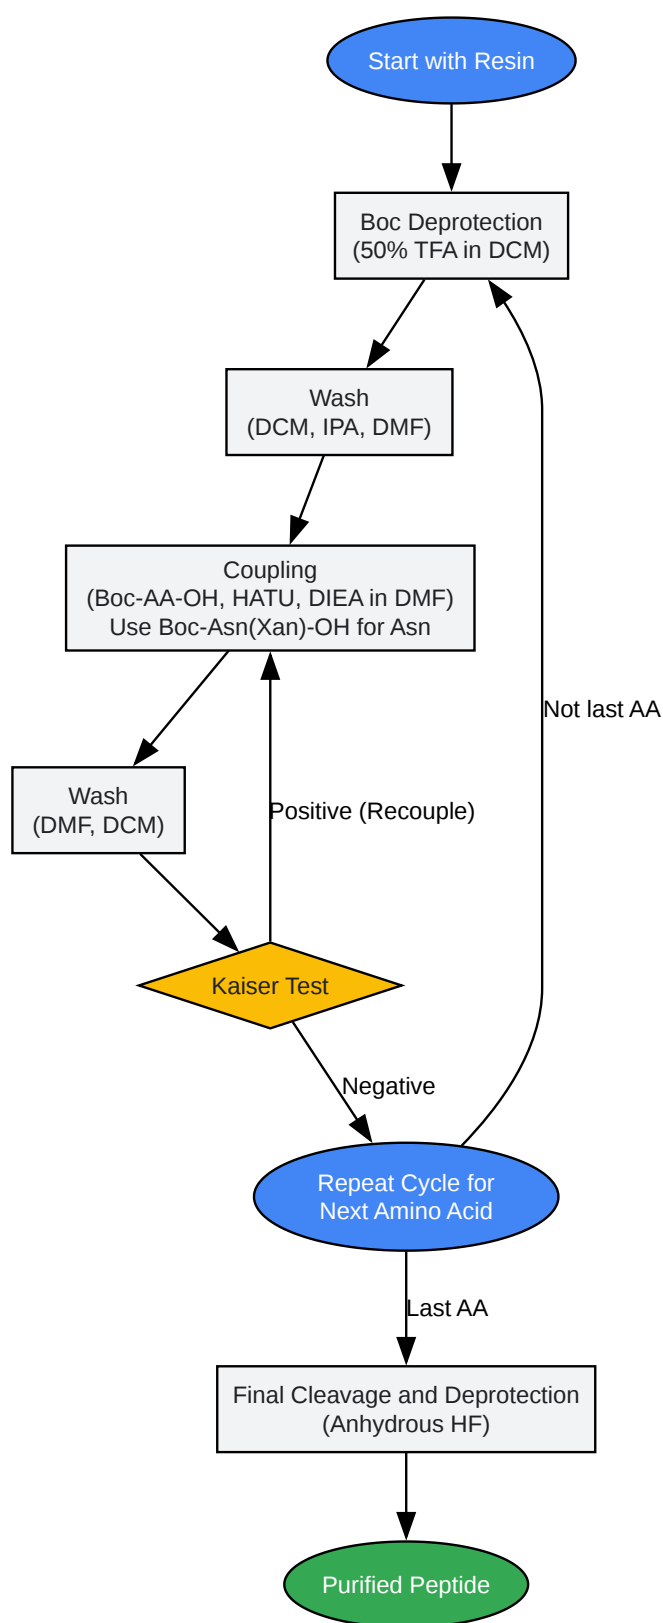 Start with Resin
Boc Deprotection
(50% TFA in DCM)
Wash
(DCM, IPA, DMF)
Coupling
(Boc-AA-OH, HATU, DIEA in DMF)
Use Boc-Asn(Xan)-OH for Asn
Not last AA
Wash
(DMF, DCM)
Positive (Recouple)
Kaiser Test
Negative
Repeat Cycle for
Next Amino Acid
Last AA
Final Cleavage and Deprotection
(Anhydrous HF)
Purified Peptide